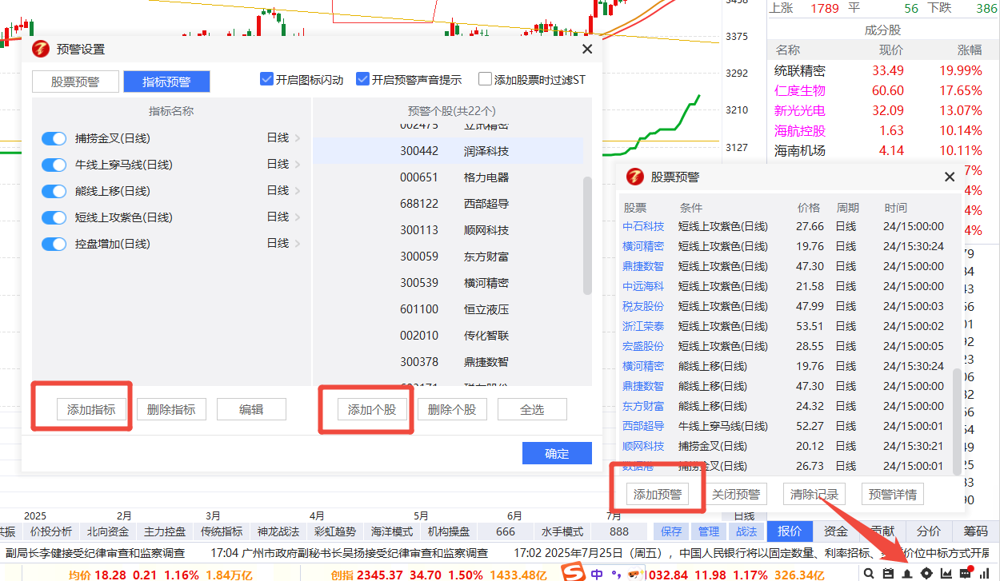 3458
3375
3292
3210
3127
上涨 1789 平 56 下跌 386
成分股
名称 现价 涨幅
统联精密 33.49 19.99%
仁度生物 60.60 17.65%
新光光电 32.09 13.07%
海航控股 1.63 10.14%
海南机场 4.14 10.11%
7%
4%
4%
4%
预警设置
股票预警 指标预警 开启图标闪动 开启预警声音提示 添加股票时过滤ST
指标名称
捕捞金叉(日线) 日线
牛线上穿马线(日线) 日线
能线上移(日线) 日线
短线上攻紫色(日线) 日线
控盘增加(日线) 日线
预警个股(共22个)
002475 立讯精密
300442 润泽科技
000651 格力电器
688122 西部超导
300113 顺网科技
300059 东方财富
300539 横河精密
601100 恒立液压
002010 传化智联
300378 鼎捷数智
添加指标 删除指标 编辑 添加个股 删除个股 全选
确定
股票预警
股票 条件 价格 周期 时间
中石科技 短线上攻紫色(日线) 27.66 日线 24/15:00:00
横河精密 短线上攻紫色(日线) 19.76 日线 24/15:30:24
鼎捷数智 短线上攻紫色(日线) 47.30 日线 24/15:00:00
中远海科 短线上攻紫色(日线) 21.58 日线 24/15:00:00
税友股份 短线上攻紫色(日线) 47.99 日线 24/15:00:03
浙江荣泰 短线上攻紫色(日线) 53.51 日线 24/15:00:02
宏盛股份 短线上攻紫色(日线) 28.55 日线 24/15:00:05
横河精密 能线上移(日线) 19.76 日线 24/15:30:24
鼎捷数智 能线上移(日线) 47.30 日线 24/15:00:00
东方财富 能线上移(日线) 24.32 日线 24/15:00:00
西部超导 牛线上穿马线(日线) 52.27 日线 24/15:00:01
顺网科技 捕捞金叉(日线) 20.12 日线 24/15:30:21
数据港 捕捞金叉(日线) 26.73 日线 24/15:00:01
添加预警 关闭预警 清除记录 预警详情
79
34
43
56
01
92
23
06
32
56
54
49
25
33
90
2025 2月 3月 4月 5月 6月 7月 日线
共振 价投分析 北向资金 主力控盘 传统指标 神龙战法 彩虹趋势 海洋模式 机构操盘 666 水手模式 888 保存 管理 战法 报价 资金 贡献 分价 筹码
副局长李健接受纪律审查和监察调查 17:04 广州市政府副秘书长吴扬接受纪律审查和监察调查 17:02 2025年7月25日（周五），中国人民银行将以固定数量、利率招标、多重价位中标方式开展
均价 18.28 0.21 1.16% 1.84万亿 创指 2345.37 34.70 1.50% 1433.48亿 中 1032.84 11.98 1.17% 326.34亿